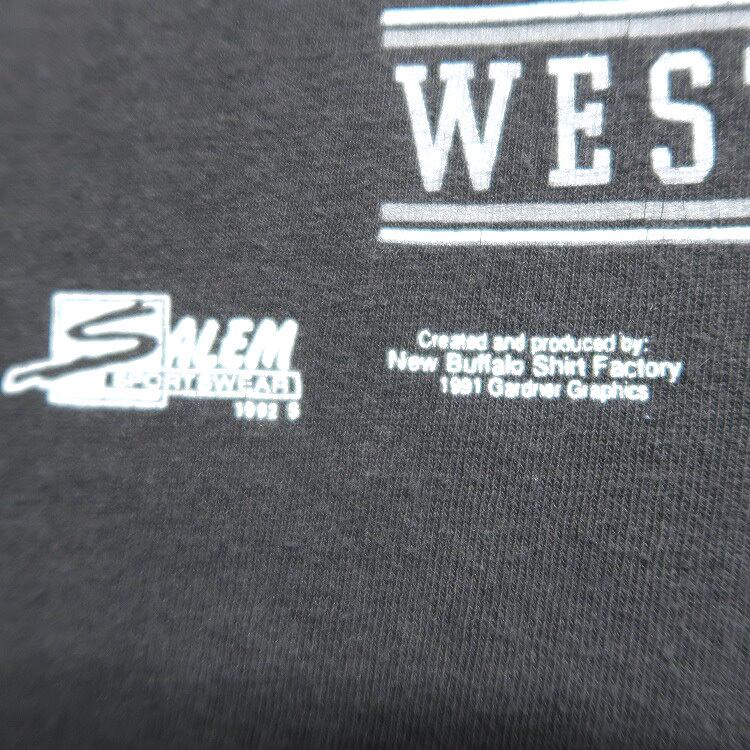 WES
SALEM
SPORTSWEAR
1992 S
Created and produced by:
New Buffalo Shirt Factory
1991 Gardner Graphics